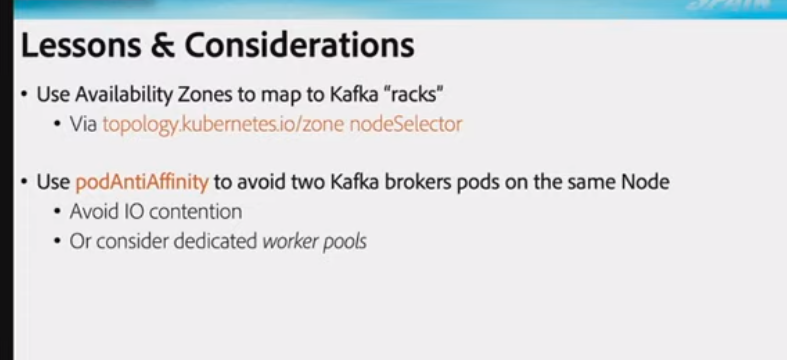 Lessons & Considerations
• Use Availability Zones to map to Kafka “racks”
• Via topology.kubernetes.io/zone nodeSelector
• Use podAntiAffinity to avoid two Kafka brokers pods on the same Node
• Avoid IO contention
• Or consider dedicated worker pools